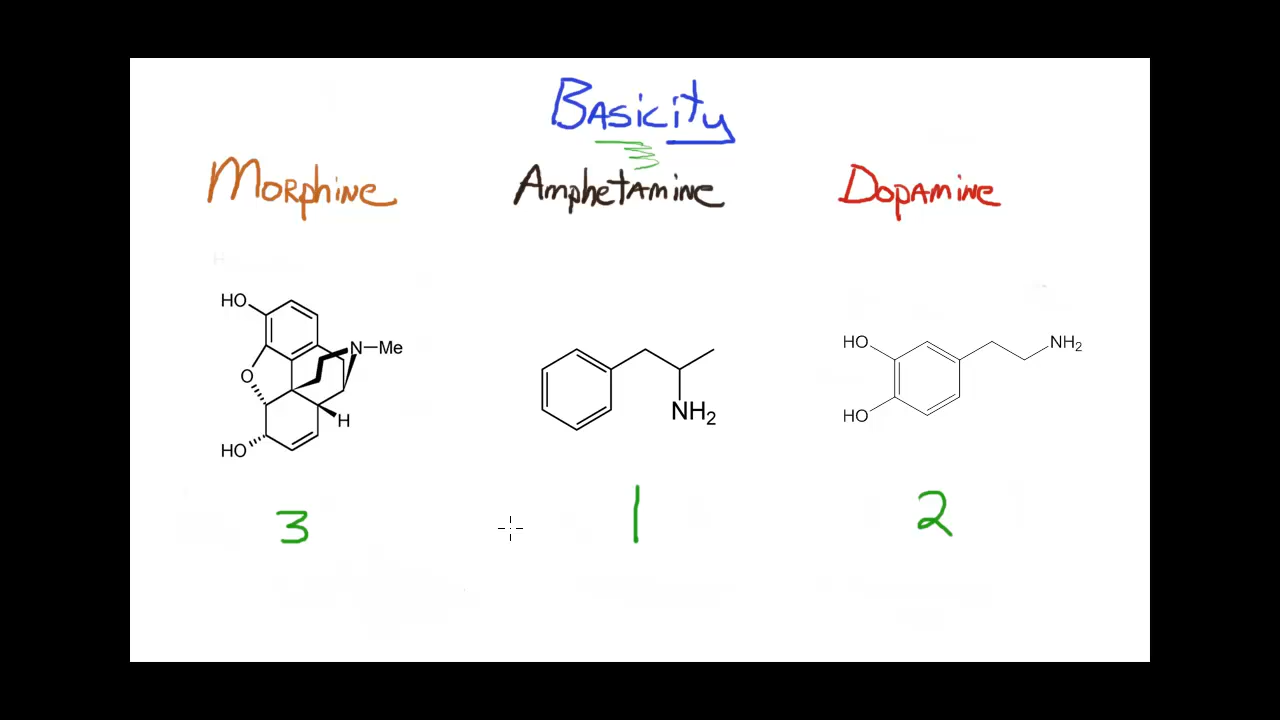 Basicity
Morphine Amphetamine Dopamine
HO
N Me
O
H
HO
NH2
HO
NH2
HO
3 1 2